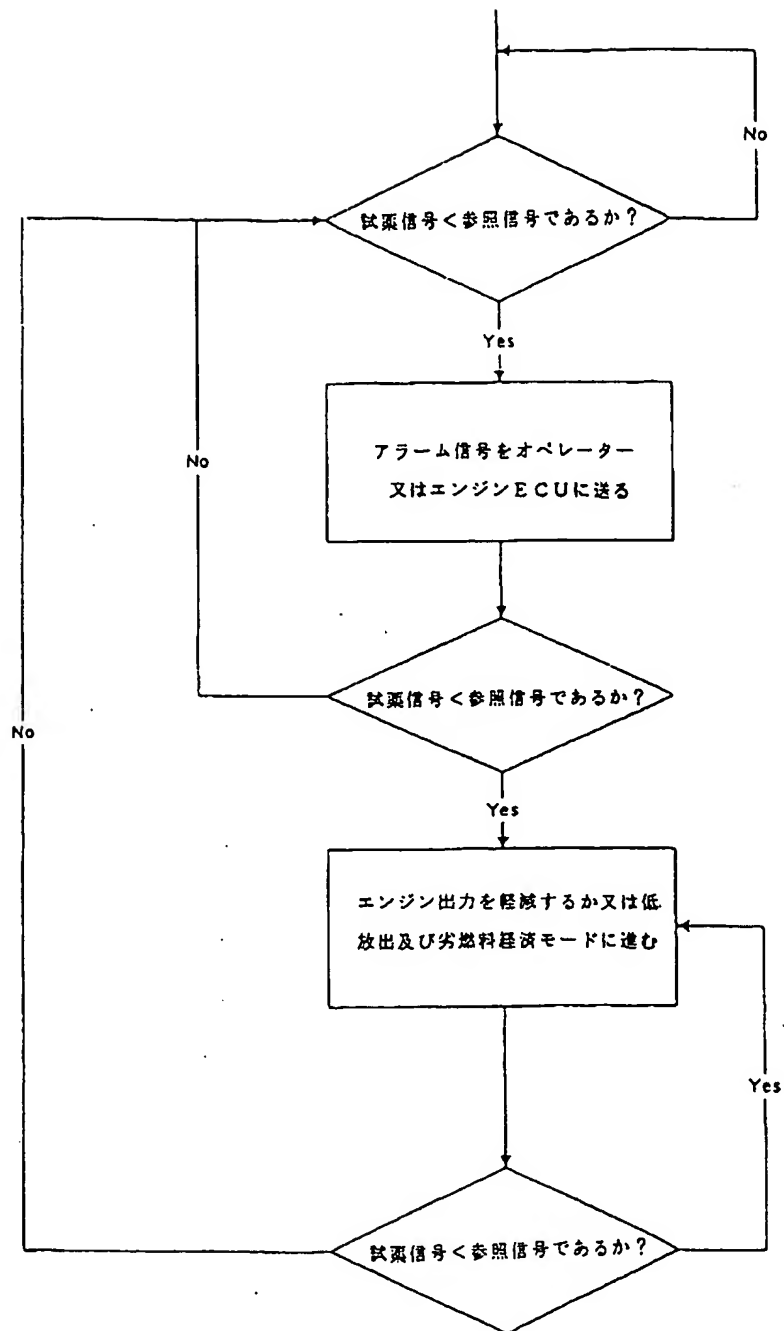 No
試薬信号<参照信号であるか?
Yes
アラーム信号をオペレーター
又はエンジンECUに送る
No
試薬信号<参照信号であるか?
No
Yes
エンジン出力を軽減するか又は低
放出及び劣燃料経済モードに進む
Yes
試薬信号<参照信号であるか?